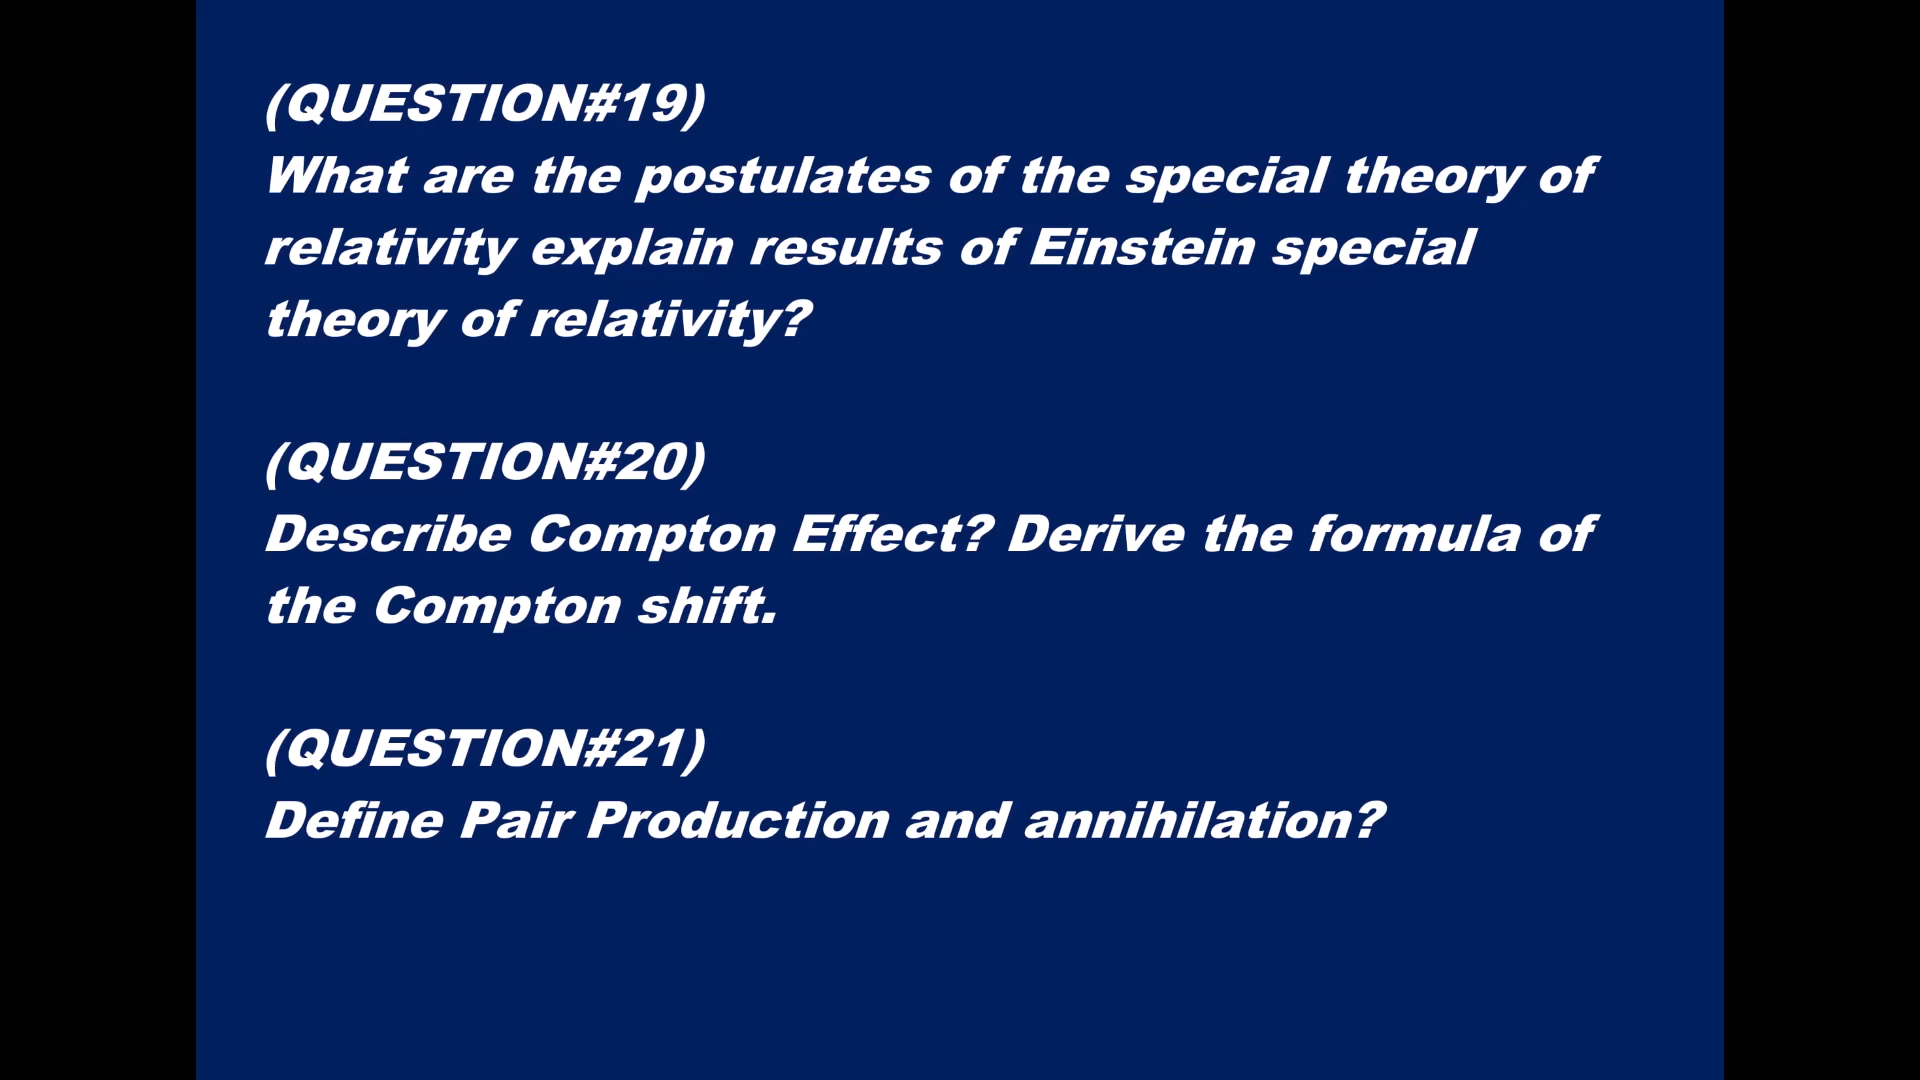 (QUESTION#19)
What are the postulates of the special theory of
relativity explain results of Einstein special
theory of relativity?
(QUESTION#20)
Describe Compton Effect? Derive the formula of
the Compton shift.
(QUESTION#21)
Define Pair Production and annihilation?